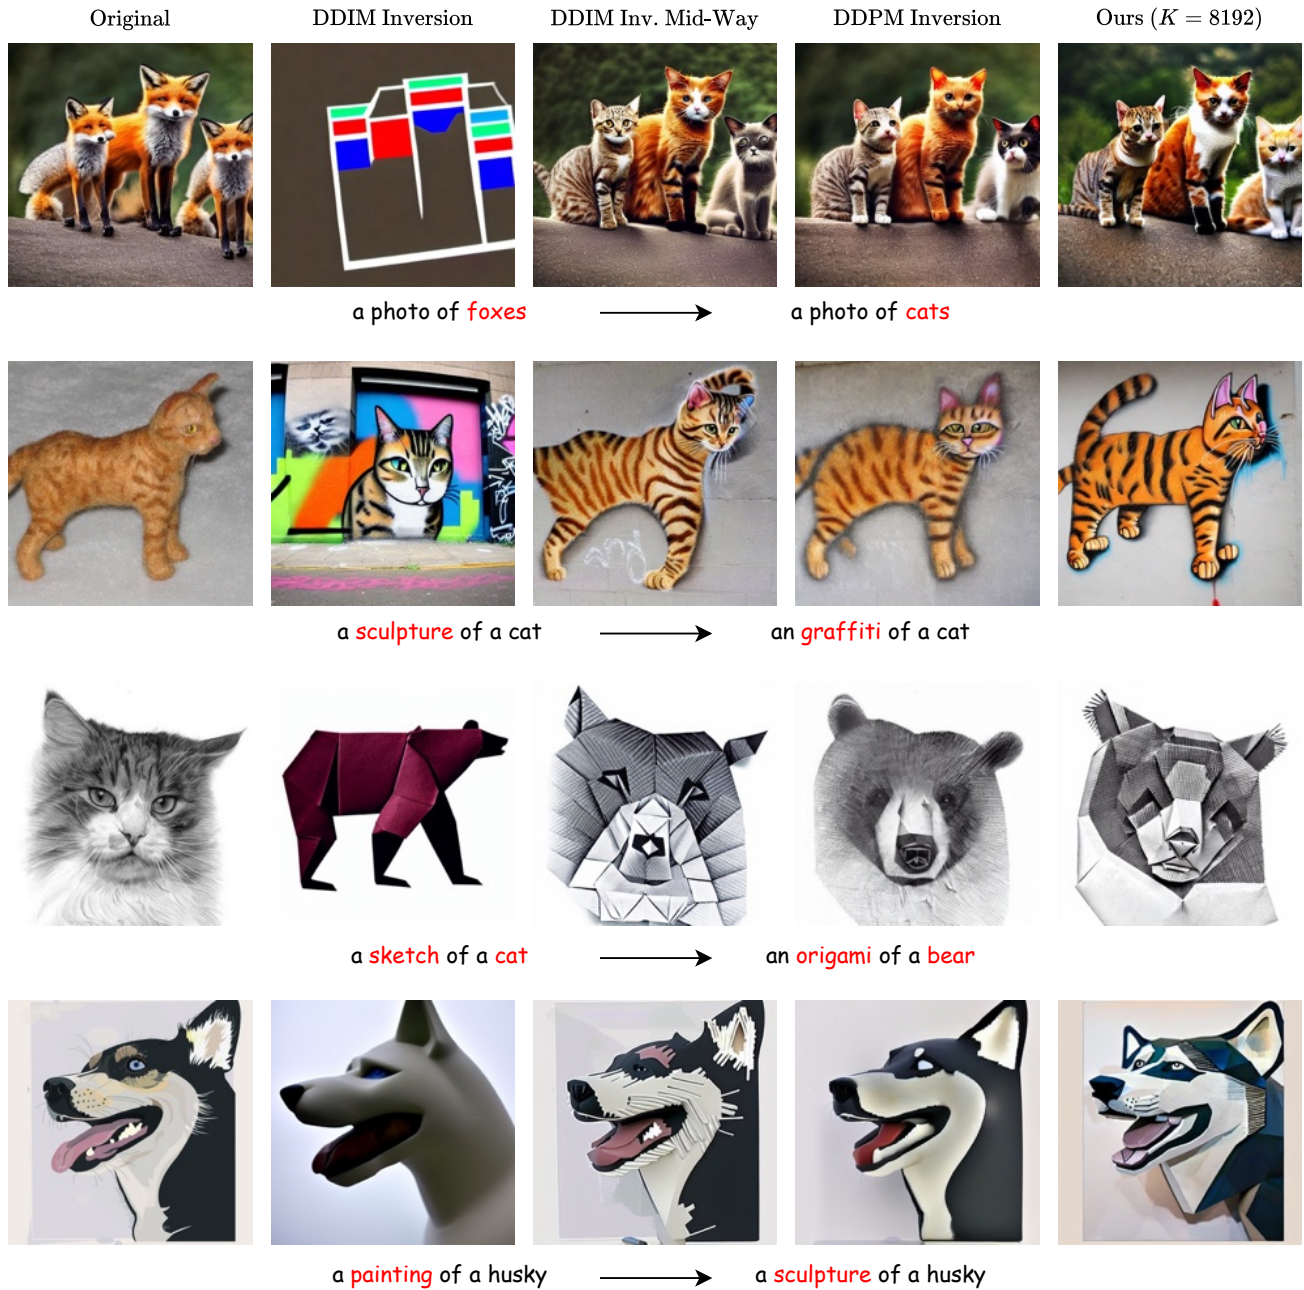 Original DDIM Inversion DDIM Inv. Mid-Way DDPM Inversion Ours (K = 8192)
a photo of foxes → a photo of cats
a sculpture of a cat → an graffiti of a cat
a sketch of a cat → an origami of a bear
a painting of a husky → a sculpture of a husky